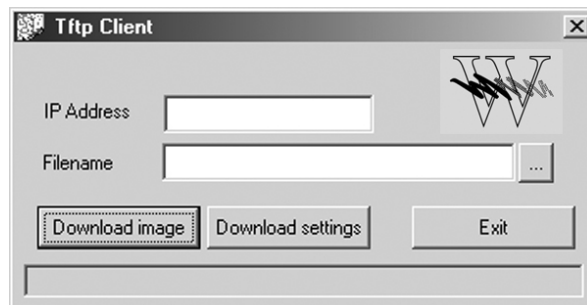 Tftp Client
IP Address
Filename
...
Download image Download settings Exit